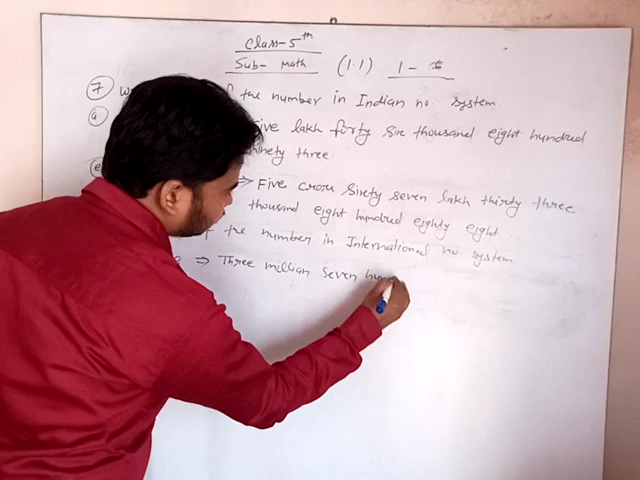 Class-5th
Sub- Math (1.1) 1-
7 W the number in Indian no. system
a Five lakh forty Six thousand eight hundred
ninety three
e ⇒ Five crore Sixty seven lakh thirty three
thousand eight hundred eighty eight.
f the number in International no. system
⇒ Three million Seven hun